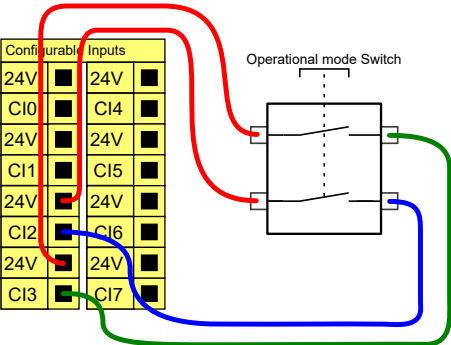 Configurable Inputs
Operational mode Switch
24V 24V
CI0 CI4
24V 24V
CI1 CI5
24V 24V
CI2 CI6
24V 24V
CI3 CI7